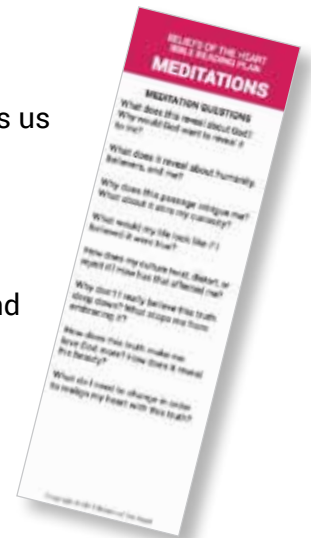 s us
nd
BELIEFS OF THE HEART
BIBLE READING PLAN
MEDITATIONS
MEDITATION QUESTIONS
What does this reveal about God?
Why would God want to reveal it
to me?
What does it reveal about humanity,
believers, and me?
Why does this passage intrigue me?
What about it stirs my curiosity?
What would my life look like if I
believed it were true?
How does my culture twist, distort, or
reject it? How has that affected me?
Why don't I really believe this truth
deep down? What stops me from
embracing it?
How does this truth make me
love God more? How does it reveal
his beauty?
What do I need to change in order
to realign my heart with this truth?